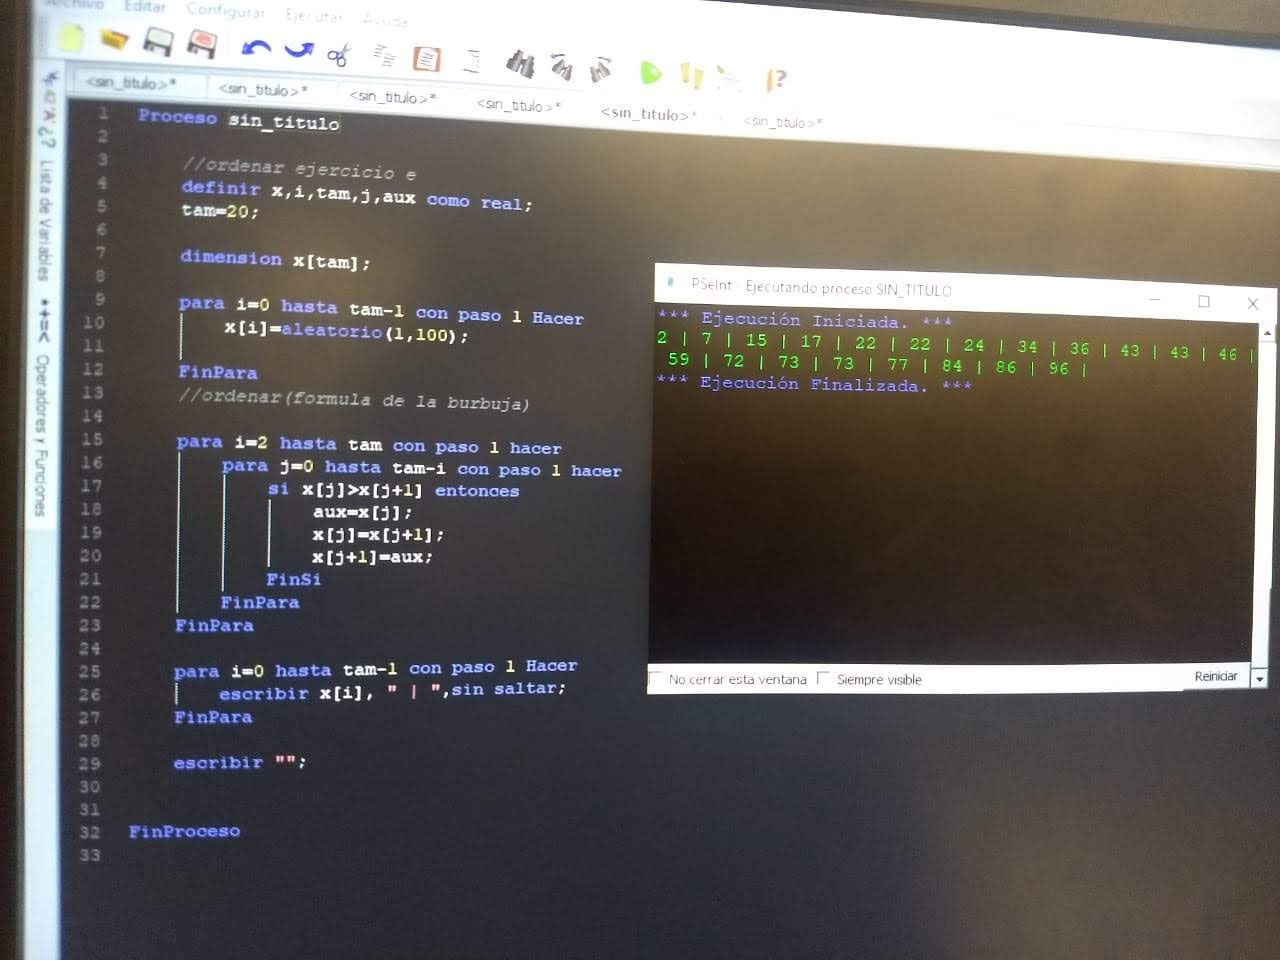 Archivo Editar Configurar Ejecutar Ayuda
<sin_titulo>* <sin_titulo>* <sin_titulo>* <sin_titulo>* <sin_titulo>* <sin_titulo>*
Lista de Variables
*+=< Operadores y Funciones
1 Proceso sin_titulo
2
3 //ordenar ejercicio e
4 definir x,i,tam,j,aux como real;
5 tam=20;
6
7 dimension x[tam];
8
9 para i=0 hasta tam-1 con paso 1 Hacer
10 x[i]=aleatorio(1,100);
11
12 FinPara
13 //ordenar(formula de la burbuja)
14
15 para i=2 hasta tam con paso 1 hacer
16 para j=0 hasta tam-i con paso 1 hacer
17 si x[j]>x[j+1] entonces
18 aux=x[j];
19 x[j]=x[j+1];
20 x[j+1]=aux;
21 FinSi
22 FinPara
23 FinPara
24
25 para i=0 hasta tam-1 con paso 1 Hacer
26 escribir x[i], " | ",sin saltar;
27 FinPara
28
29 escribir "";
30
31
32 FinProceso
33
PSeInt - Ejecutando proceso SIN_TITULO
*** Ejecución Iniciada. ***
2 | 7 | 15 | 17 | 22 | 22 | 24 | 34 | 36 | 43 | 43 | 46 |
59 | 72 | 73 | 73 | 77 | 84 | 86 | 96 |
*** Ejecución Finalizada. ***
No cerrar esta ventana Siempre visible Reiniciar